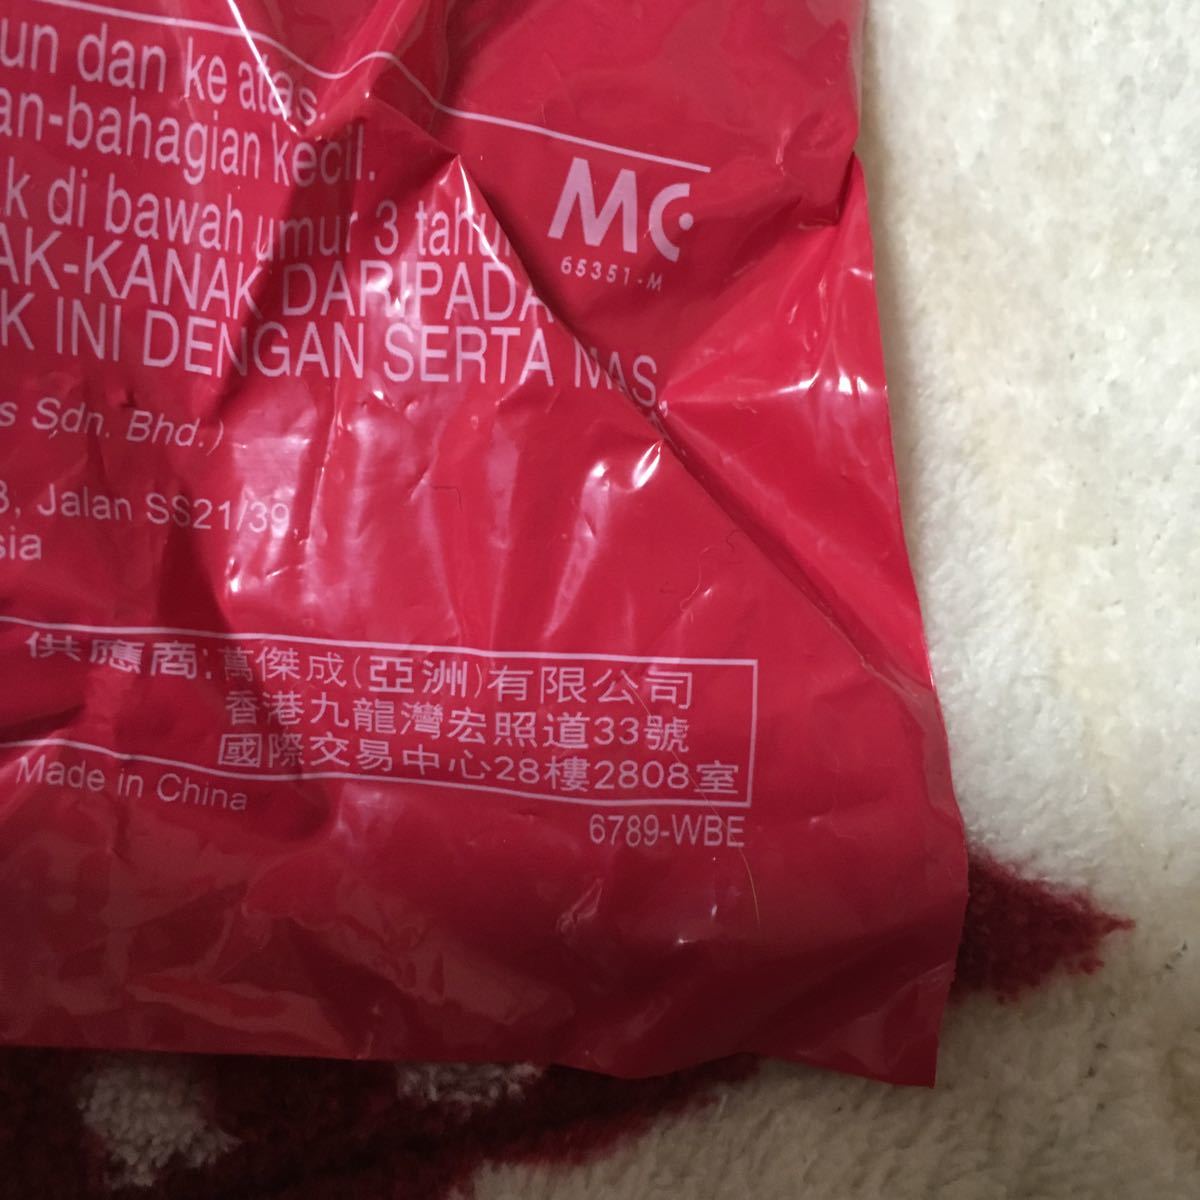 un dan ke atas.
an-bahagian kecil.
ak di bawah umur 3 tahun
AK-KANAK DARIPADA
K INI DENGAN SERTA MAS
MC
65351-M
s Sdn. Bhd.)
8, Jalan SS21/39,
sia
供應商: 萬傑成(亞洲)有限公司
香港九龍灣宏照道33號
國際交易中心28樓2808室
Made in China
6789-WBE